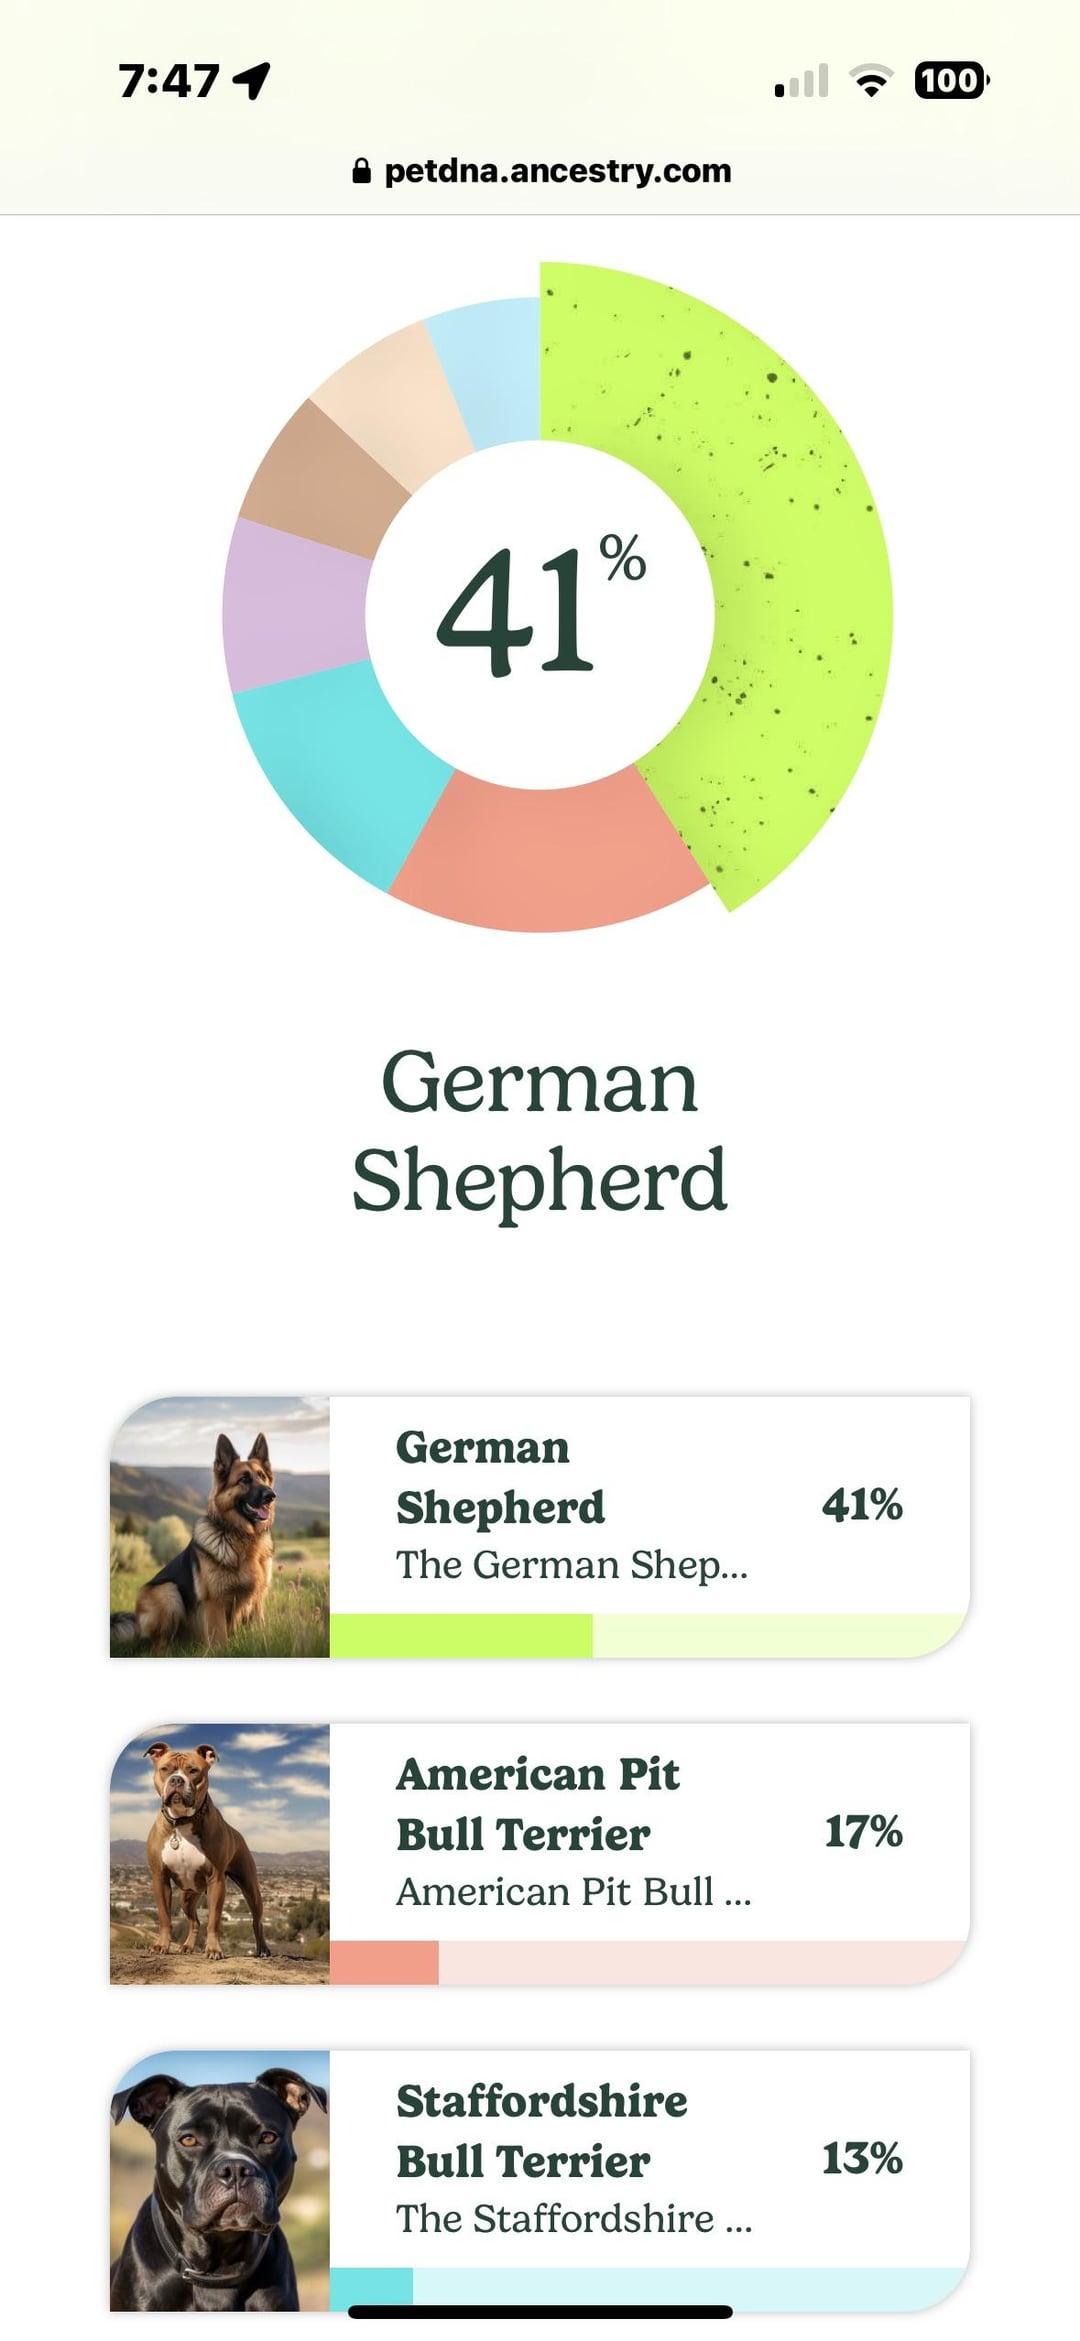 7:47
100
petdna.ancestry.com
41%
German
Shepherd
German
Shepherd
41%
The German Shep...
American Pit
Bull Terrier
17%
American Pit Bull ...
Staffordshire
Bull Terrier
13%
The Staffordshire ...